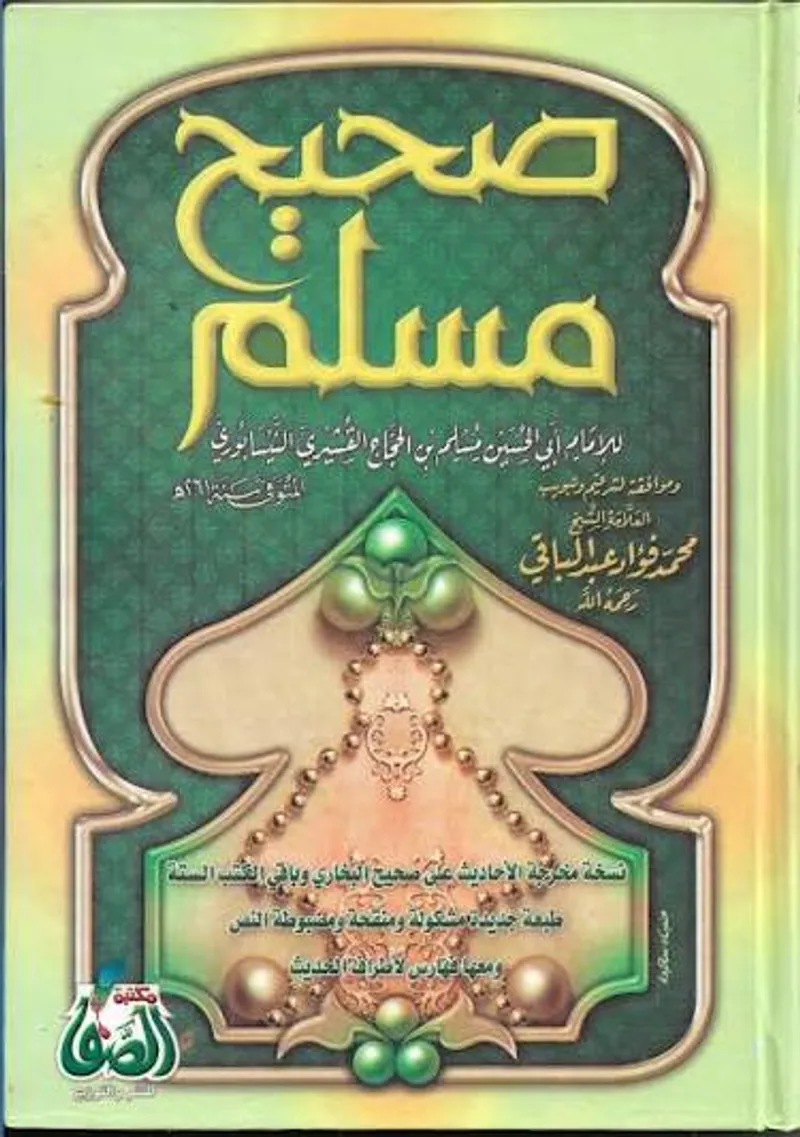 صحيح
مسلم
للإمام أبي الحسين مسلم بن الحجاج القشيري النيسابوري
المتوفى سنة ٢٦١هـ
وموافقة لترقيم وتبويب
العلامة الشيخ
محمد فؤاد عبد الباقي
رحمه الله
نسخة مخرجة الأحاديث على صحيح البخاري وباقي الكتب الستة
طبعة جديدة مشكولة ومنقحة ومضبوطة النص
ومعها فهارس لأطراف الحديث
مكتبة
الصفا